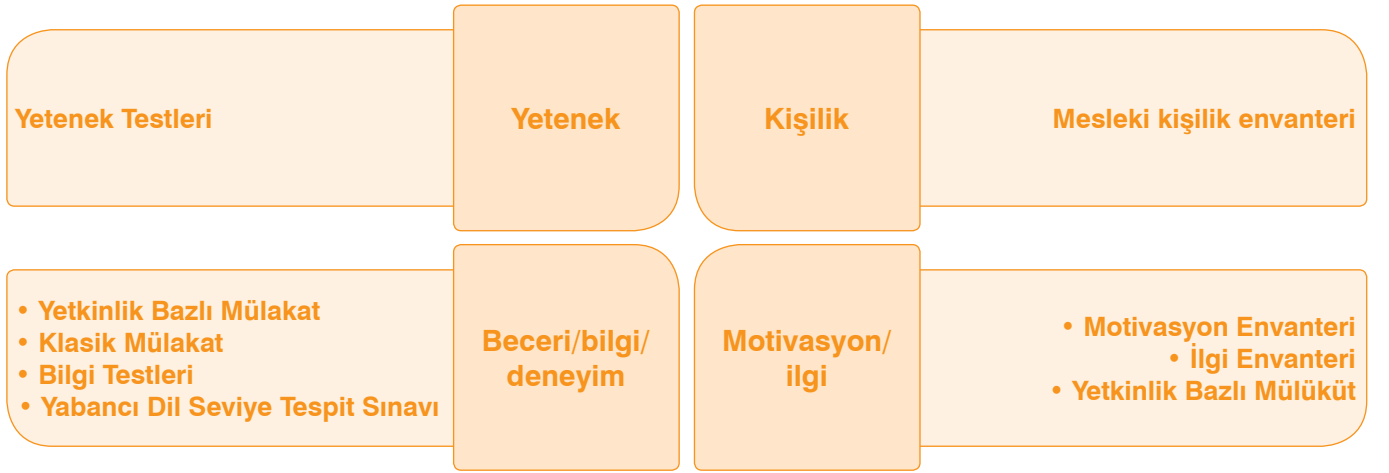 Yetenek Testleri
Yetenek
Kişilik
Mesleki kişilik envanteri
• Yetkinlik Bazlı Mülakat
• Klasik Mülakat
• Bilgi Testleri
• Yabancı Dil Seviye Tespit Sınavı
Beceri/bilgi/
deneyim
Motivasyon/
ilgi
• Motivasyon Envanteri
• İlgi Envanteri
• Yetkinlik Bazlı Mülüküt